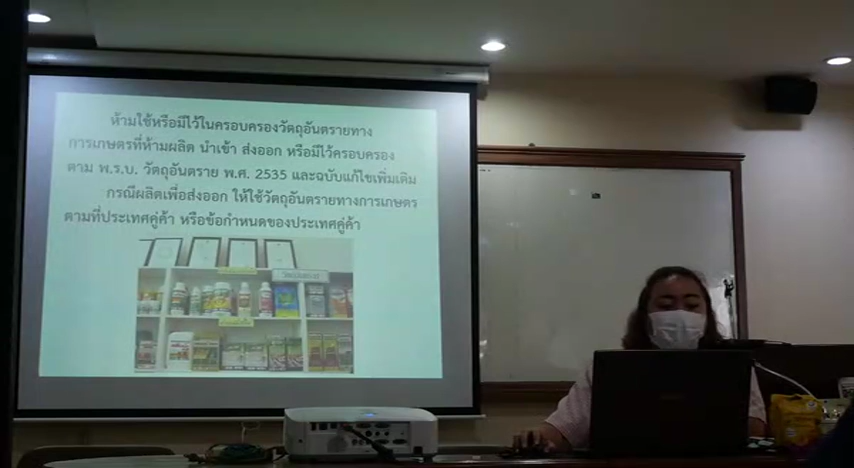 ห้ามใช้หรือมีไว้ในครอบครองวัตถุอันตรายทาง
การเกษตรที่ห้ามผลิต นำเข้า ส่งออก หรือมีไว้ครอบครอง
ตาม พ.ร.บ. วัตถุอันตราย พ.ศ. 2535 และฉบับแก้ไขเพิ่มเติม
กรณีผลิตเพื่อส่งออก ให้ใช้วัตถุอันตรายทางการเกษตร
ตามที่ประเทศคู่ค้า หรือข้อกำหนดของประเทศคู่ค้า